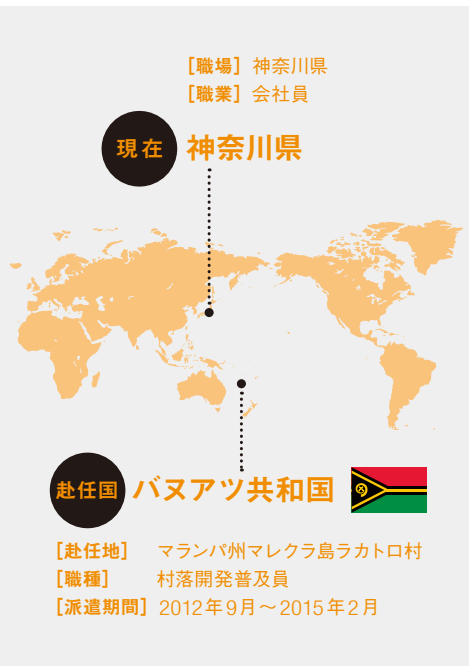 [職場] 神奈川県
[職業] 会社員
現在 神奈川県
赴任国 バヌアツ共和国
[赴任地] マランパ州マレクラ島ラカトロ村
[職種] 村落開発普及員
[派遣期間] 2012年9月〜2015年2月